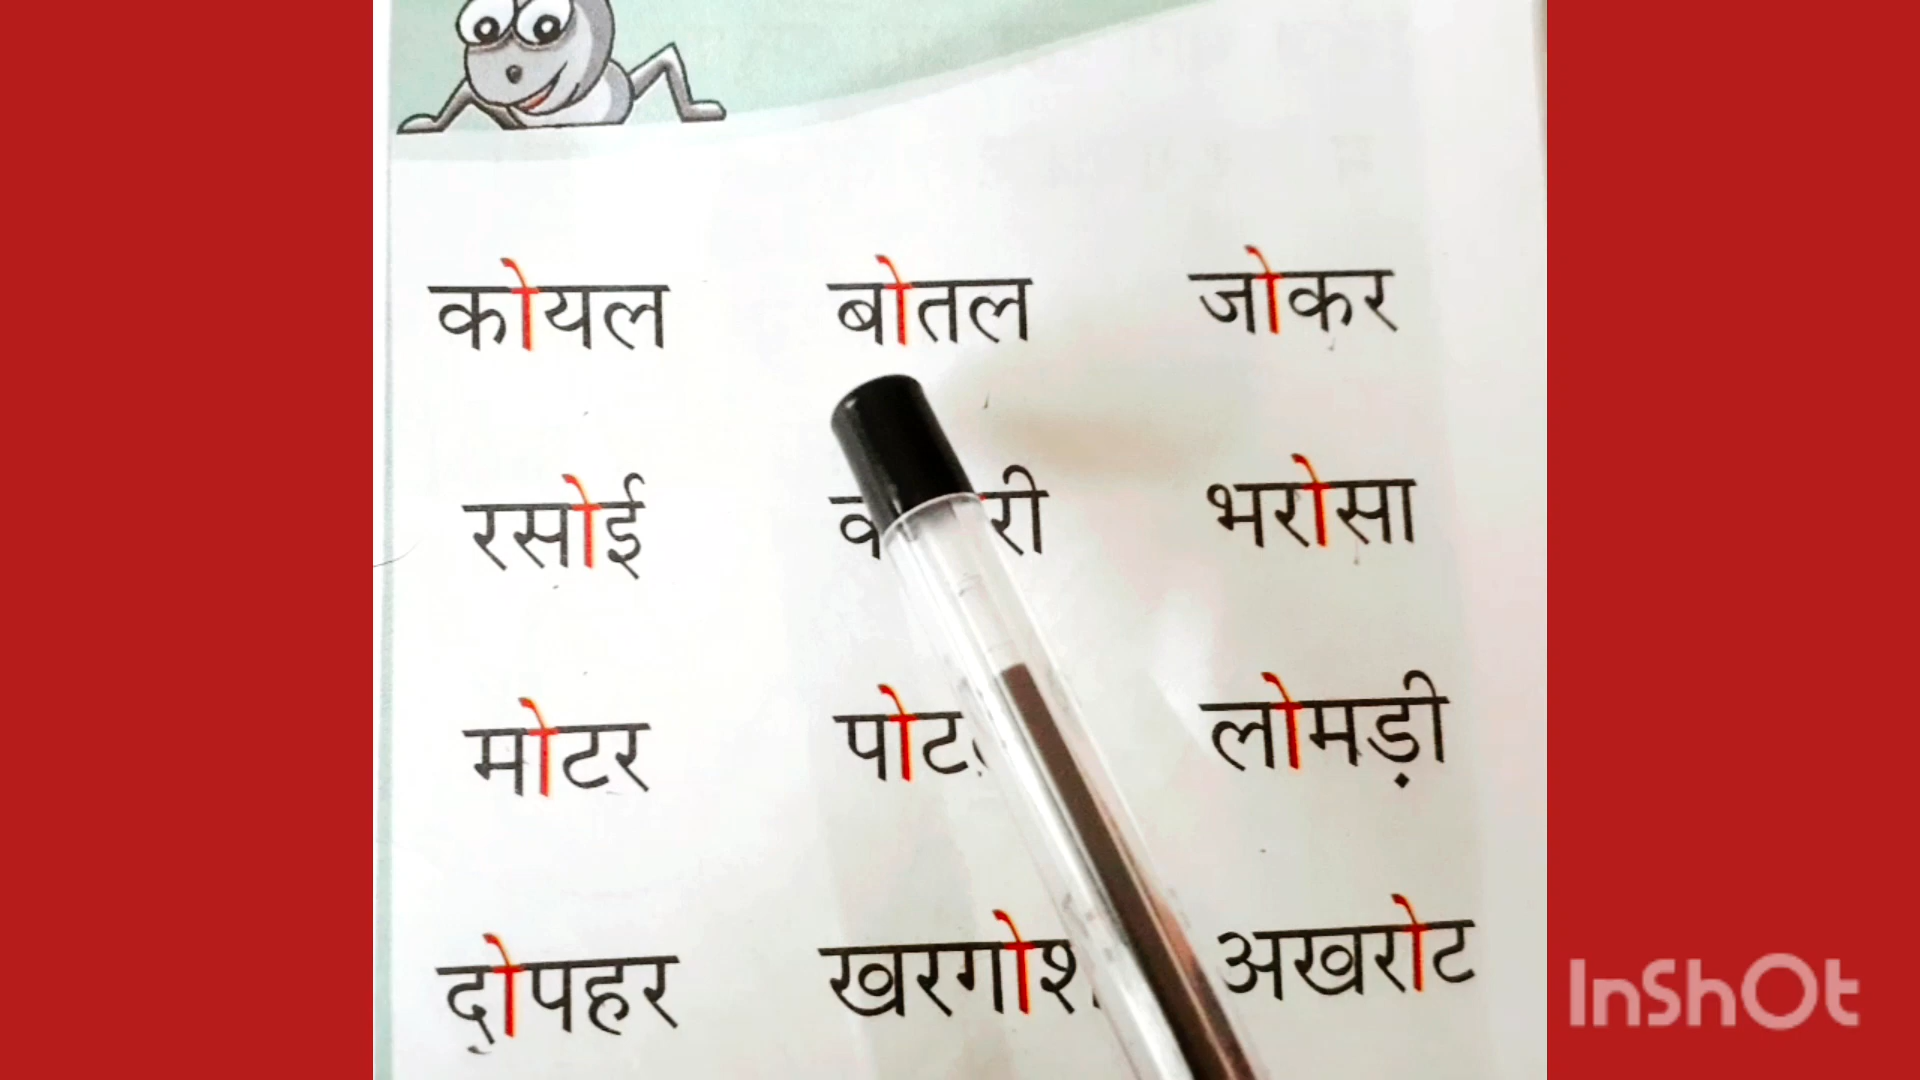 कोयल बोतल जोकर
रसोई भरोसा
मोटर लोमड़ी
दोपहर खरगोश अखरोट
InShOt